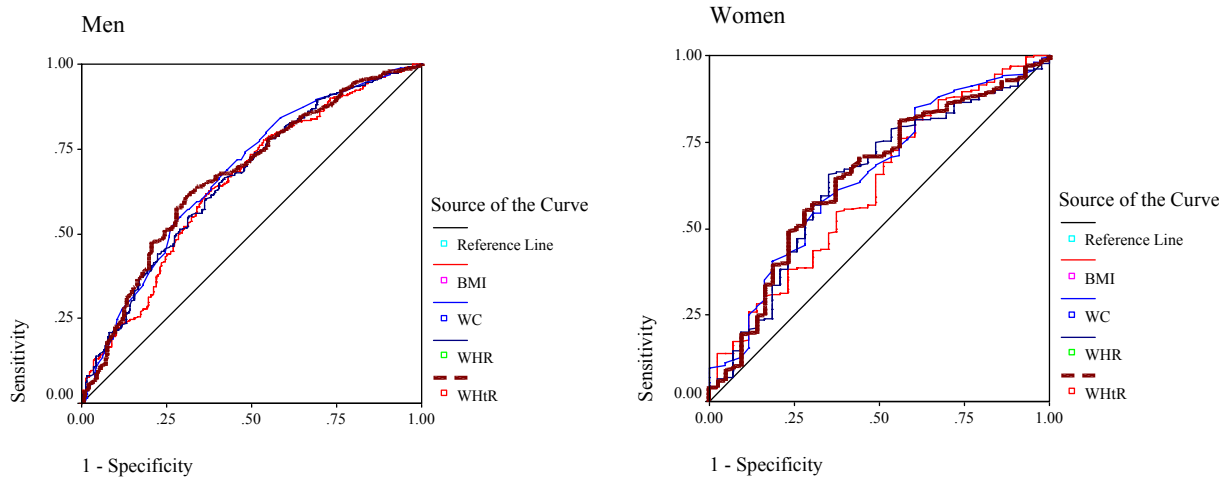 Men
1.00
.75
.50
.25
0.00
Sensitivity
0.00 .25 .50 .75 1.00
1 - Specificity
Source of the Curve
Reference Line
BMI
WC
WHR
WHtR
Women
1.00
.75
.50
.25
0.00
Sensitivity
0.00 .25 .50 .75 1.00
1 - Specificity
Source of the Curve
Reference Line
BMI
WC
WHR
WHtR